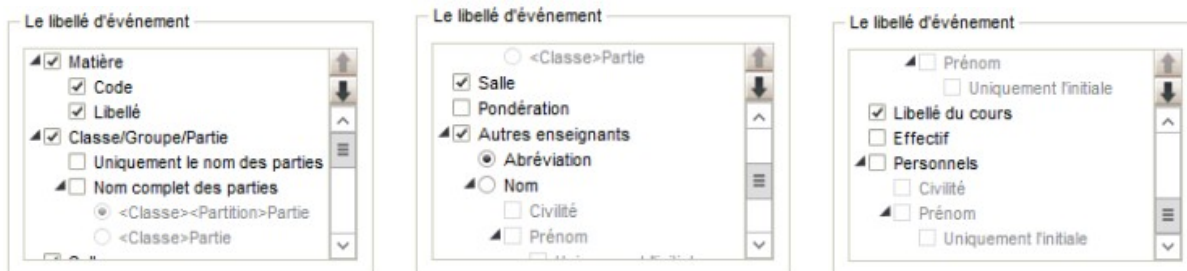 Le libellé d'événement
Matière
Code
Libellé
Classe/Groupe/Partie
Uniquement le nom des parties
Nom complet des parties
<Classe><Partition>Partie
<Classe>Partie
Le libellé d'événement
<Classe>Partie
Salle
Pondération
Autres enseignants
Abréviation
Nom
Civilité
Prénom
Le libellé d'événement
Prénom
Uniquement l'initiale
Libellé du cours
Effectif
Personnels
Civilité
Prénom
Uniquement l'initiale